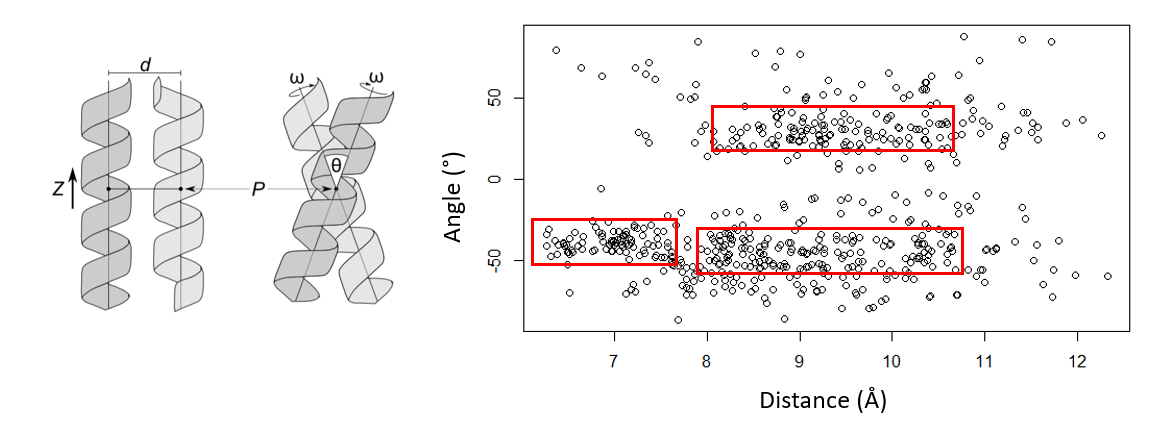 d
ω ω
θ
Z
P
Angle (°)
50
0
-50
7 8 9 10 11 12
Distance (Å)